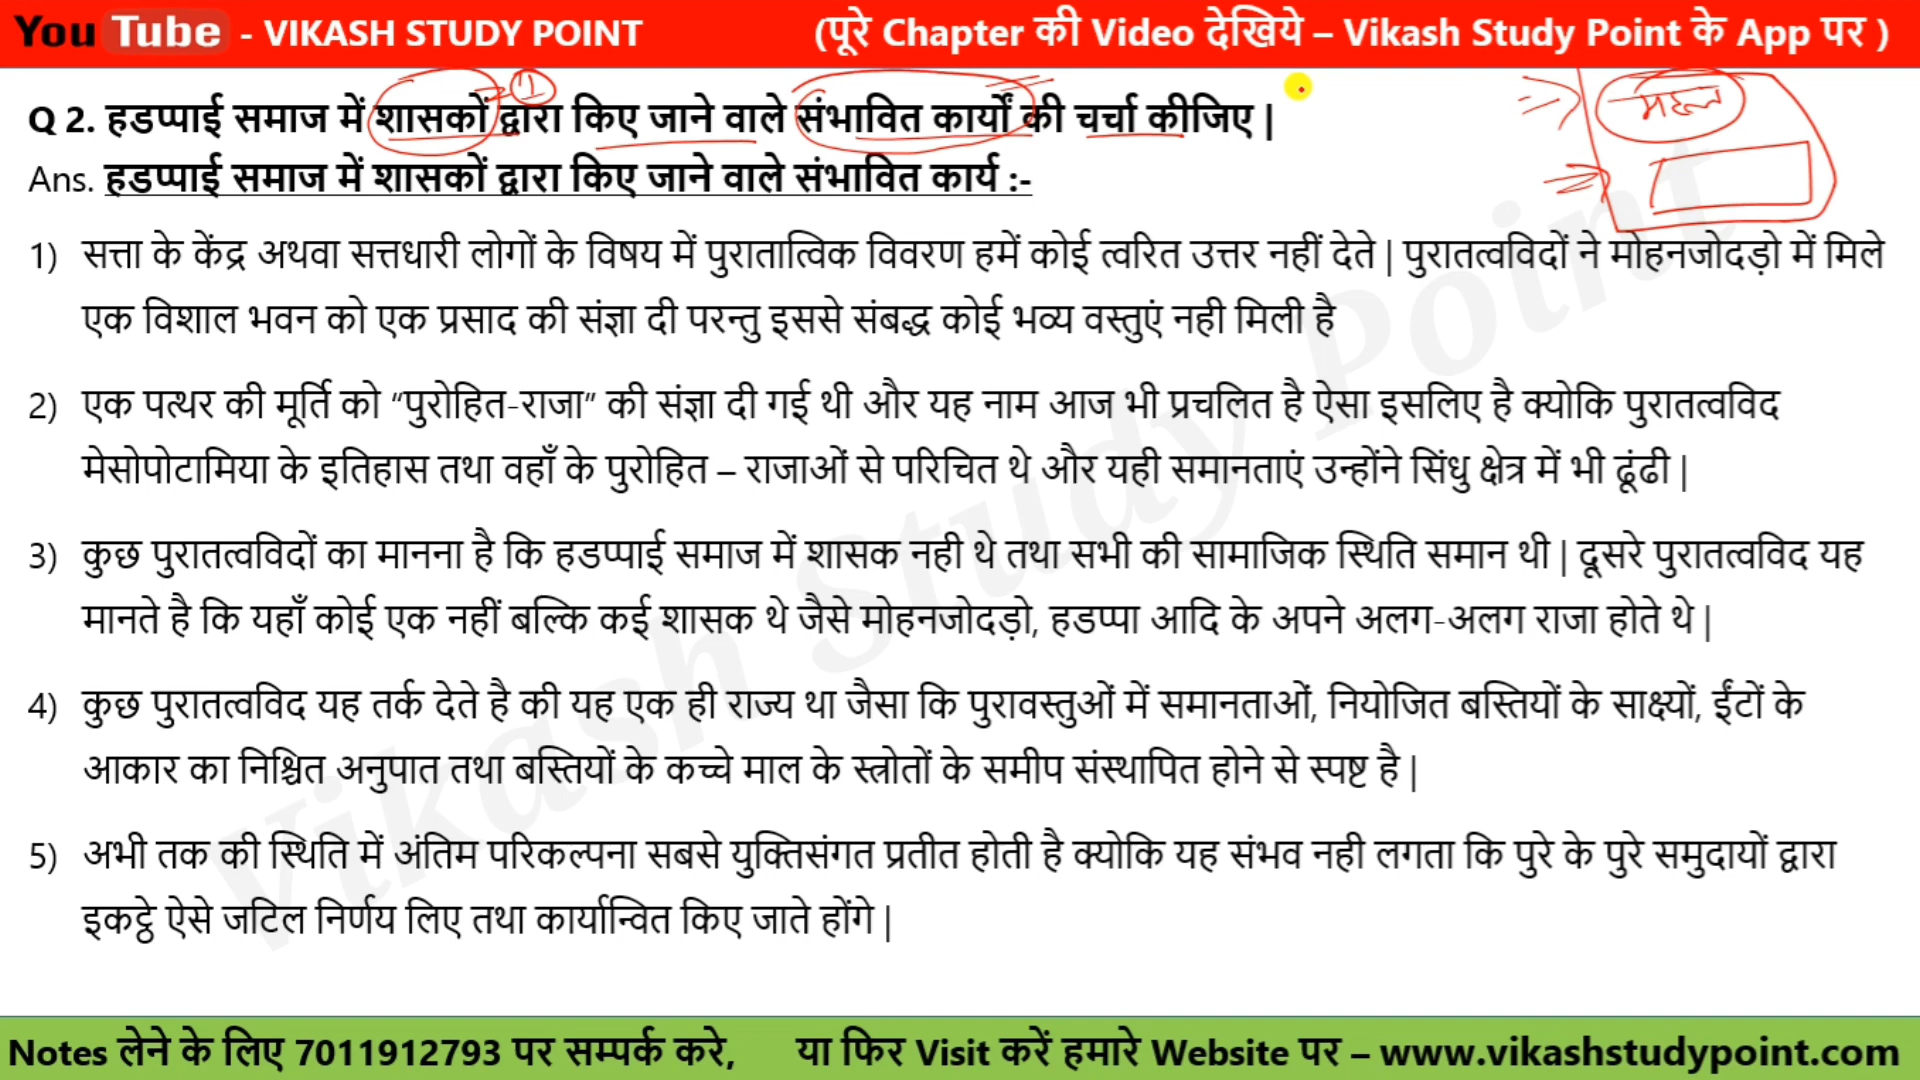 You Tube - VIKASH STUDY POINT (पूरे Chapter की Video देखिये – Vikash Study Point के App पर )
Q 2. हडप्पाई समाज में शासकों द्वारा किए जाने वाले संभावित कार्यों की चर्चा कीजिए |
1
महल
Ans. हडप्पाई समाज में शासकों द्वारा किए जाने वाले संभावित कार्य :-
1) सत्ता के केंद्र अथवा सत्तधारी लोगों के विषय में पुरातात्विक विवरण हमें कोई त्वरित उत्तर नहीं देते | पुरातत्वविदों ने मोहनजोदड़ो में मिले
एक विशाल भवन को एक प्रसाद की संज्ञा दी परन्तु इससे संबद्ध कोई भव्य वस्तुएं नही मिली है
2) एक पत्थर की मूर्ति को “पुरोहित-राजा” की संज्ञा दी गई थी और यह नाम आज भी प्रचलित है ऐसा इसलिए है क्योकि पुरातत्वविद
मेसोपोटामिया के इतिहास तथा वहाँ के पुरोहित – राजाओं से परिचित थे और यही समानताएं उन्होंने सिंधु क्षेत्र में भी ढूंढी |
3) कुछ पुरातत्वविदों का मानना है कि हडप्पाई समाज में शासक नही थे तथा सभी की सामाजिक स्थिति समान थी | दूसरे पुरातत्वविद यह
मानते है कि यहाँ कोई एक नहीं बल्कि कई शासक थे जैसे मोहनजोदड़ो, हडप्पा आदि के अपने अलग-अलग राजा होते थे |
4) कुछ पुरातत्वविद यह तर्क देते है की यह एक ही राज्य था जैसा कि पुरावस्तुओं में समानताओं, नियोजित बस्तियों के साक्ष्यों, ईंटों के
आकार का निश्चित अनुपात तथा बस्तियों के कच्चे माल के स्त्रोतों के समीप संस्थापित होने से स्पष्ट है |
5) अभी तक की स्थिति में अंतिम परिकल्पना सबसे युक्तिसंगत प्रतीत होती है क्योकि यह संभव नही लगता कि पुरे के पुरे समुदायों द्वारा
इकट्ठे ऐसे जटिल निर्णय लिए तथा कार्यान्वित किए जाते होंगे |
Vikash Study Point
Notes लेने के लिए 7011912793 पर सम्पर्क करे, या फिर Visit करें हमारे Website पर – www.vikashstudypoint.com